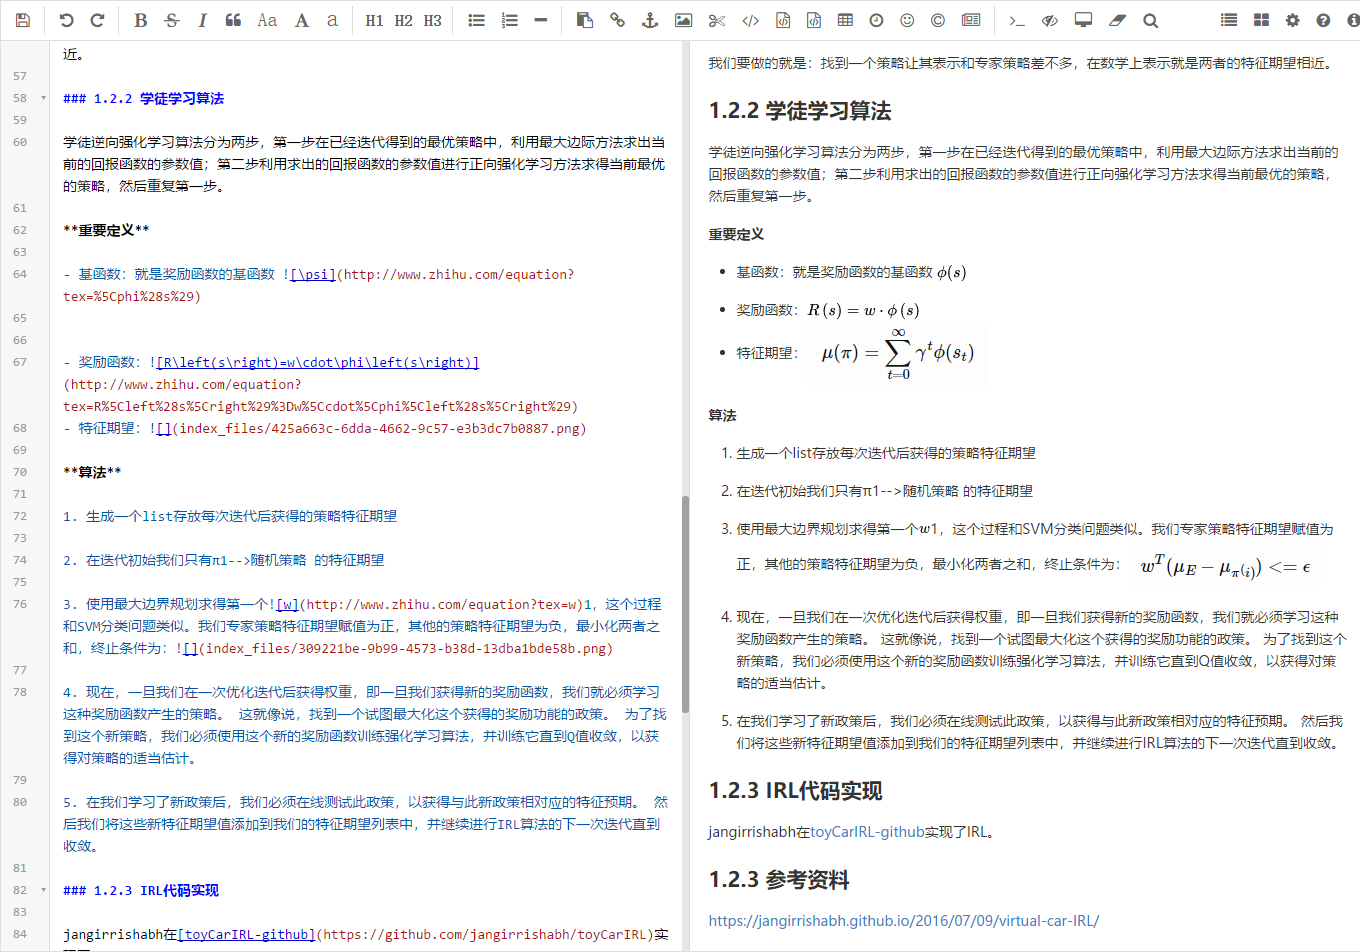 B S I “ Aa A a H1 H2 H3
近。
57
58 ### 1.2.2 学徒学习算法
59
60 学徒逆向强化学习算法分为两步，第一步在已经迭代得到的最优策略中，利用最大边际方法求出当
前的回报函数的参数值；第二步利用求出的回报函数的参数值进行正向强化学习方法求得当前最优
的策略，然后重复第一步。
61
62 **重要定义**
63
64 - 基函数：就是奖励函数的基函数 ![\psi](http://www.zhihu.com/equation?
tex=%5Cphi%28s%29)
65
66
67 - 奖励函数：![R\left(s\right)=w\cdot\phi\left(s\right)]
(http://www.zhihu.com/equation?
tex=R%5Cleft%28s%5Cright%29%3Dw%5Ccdot%5Cphi%5Cleft%28s%5Cright%29)
68 - 特征期望：![](index_files/425a663c-6dda-4662-9c57-e3b3dc7b0887.png)
69
70 **算法**
71
72 1. 生成一个list存放每次迭代后获得的策略特征期望
73
74 2. 在迭代初始我们只有π1-->随机策略 的特征期望
75
76 3. 使用最大边界规划求得第一个![w](http://www.zhihu.com/equation?tex=w)1，这个过程
和SVM分类问题类似。我们专家策略特征期望赋值为正，其他的策略特征期望为负，最小化两者之
和，终止条件为：![](index_files/309221be-9b99-4573-b38d-13dba1bde58b.png)
77
78 4. 现在，一旦我们在一次优化迭代后获得权重，即一旦我们获得新的奖励函数，我们就必须学习
这种奖励函数产生的策略。 这就像说，找到一个试图最大化这个获得的奖励功能的政策。 为了找
到这个新策略，我们必须使用这个新的奖励函数训练强化学习算法，并训练它直到Q值收敛，以获
得对策略的适当估计。
79
80 5. 在我们学习了新政策后，我们必须在线测试此政策，以获得与此新政策相对应的特征预期。 然
后我们将这些新特征期望值添加到我们的特征期望列表中，并继续进行IRL算法的下一次迭代直到
收敛。
81
82 ### 1.2.3 IRL代码实现
83
84 jangirrishabh在[toyCarIRL-github](https://github.com/jangirrishabh/toyCarIRL)实
我们要做的就是：找到一个策略让其表示和专家策略差不多，在数学上表示就是两者的特征期望相近。
1.2.2 学徒学习算法
学徒逆向强化学习算法分为两步，第一步在已经迭代得到的最优策略中，利用最大边际方法求出当前的
回报函数的参数值；第二步利用求出的回报函数的参数值进行正向强化学习方法求得当前最优的策略，
然后重复第一步。
重要定义
• 基函数：就是奖励函数的基函数 ϕ(s)
• 奖励函数：R(s) = w · ϕ(s)
• 特征期望： μ(π) = ∑_{t=0}^{∞} γ^t ϕ(s_t)
算法
1. 生成一个list存放每次迭代后获得的策略特征期望
2. 在迭代初始我们只有π1-->随机策略 的特征期望
3. 使用最大边界规划求得第一个w1，这个过程和SVM分类问题类似。我们专家策略特征期望赋值为
正，其他的策略特征期望为负，最小化两者之和，终止条件为： w^T(μ_E − μ_{π^(i)}) <= ϵ
4. 现在，一旦我们在一次优化迭代后获得权重，即一旦我们获得新的奖励函数，我们就必须学习这种
奖励函数产生的策略。 这就像说，找到一个试图最大化这个获得的奖励功能的政策。 为了找到这个
新策略，我们必须使用这个新的奖励函数训练强化学习算法，并训练它直到Q值收敛，以获得对策
略的适当估计。
5. 在我们学习了新政策后，我们必须在线测试此政策，以获得与此新政策相对应的特征预期。 然后我
们将这些新特征期望值添加到我们的特征期望列表中，并继续进行IRL算法的下一次迭代直到收敛。
1.2.3 IRL代码实现
jangirrishabh在toyCarIRL-github实现了IRL。
1.2.3 参考资料
https://jangirrishabh.github.io/2016/07/09/virtual-car-IRL/